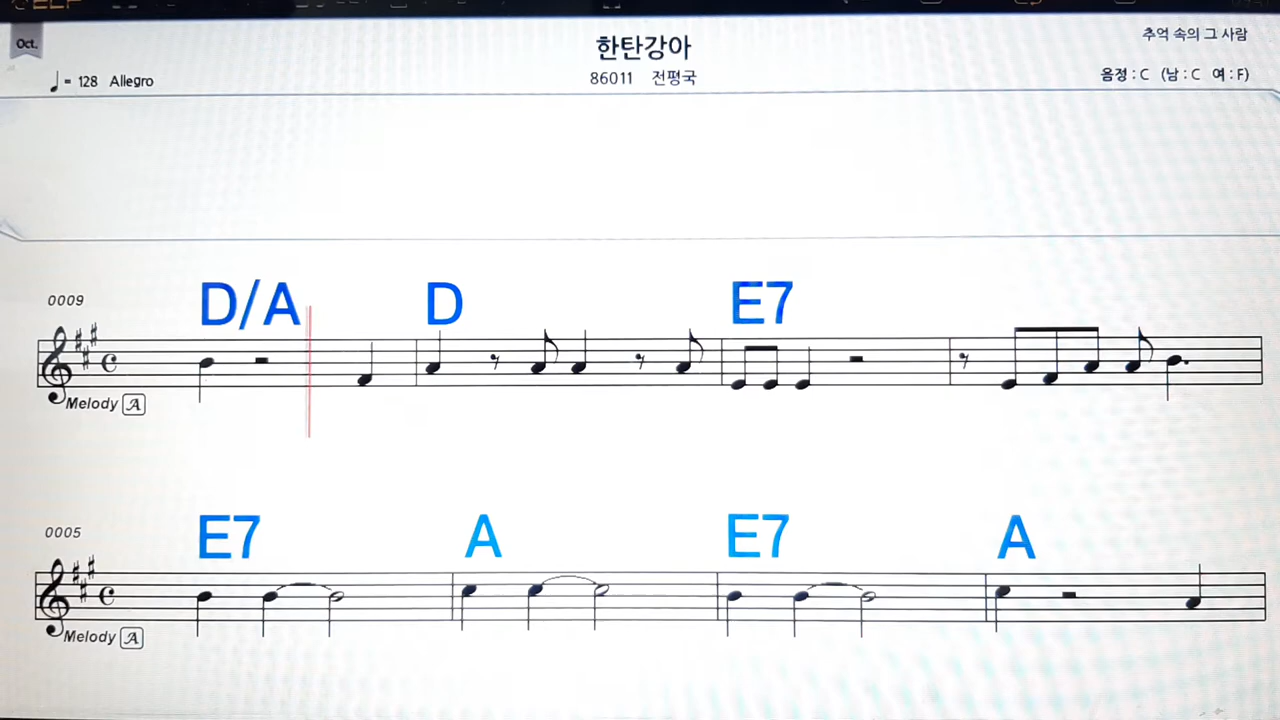 Oct.
한탄강아
추억 속의 그 사람
♩ = 128 Allegro
86011 전평국
음정 : C (남 : C 여 : F)
0009
D/A D E7
Melody A
0005
E7 A E7 A
Melody A